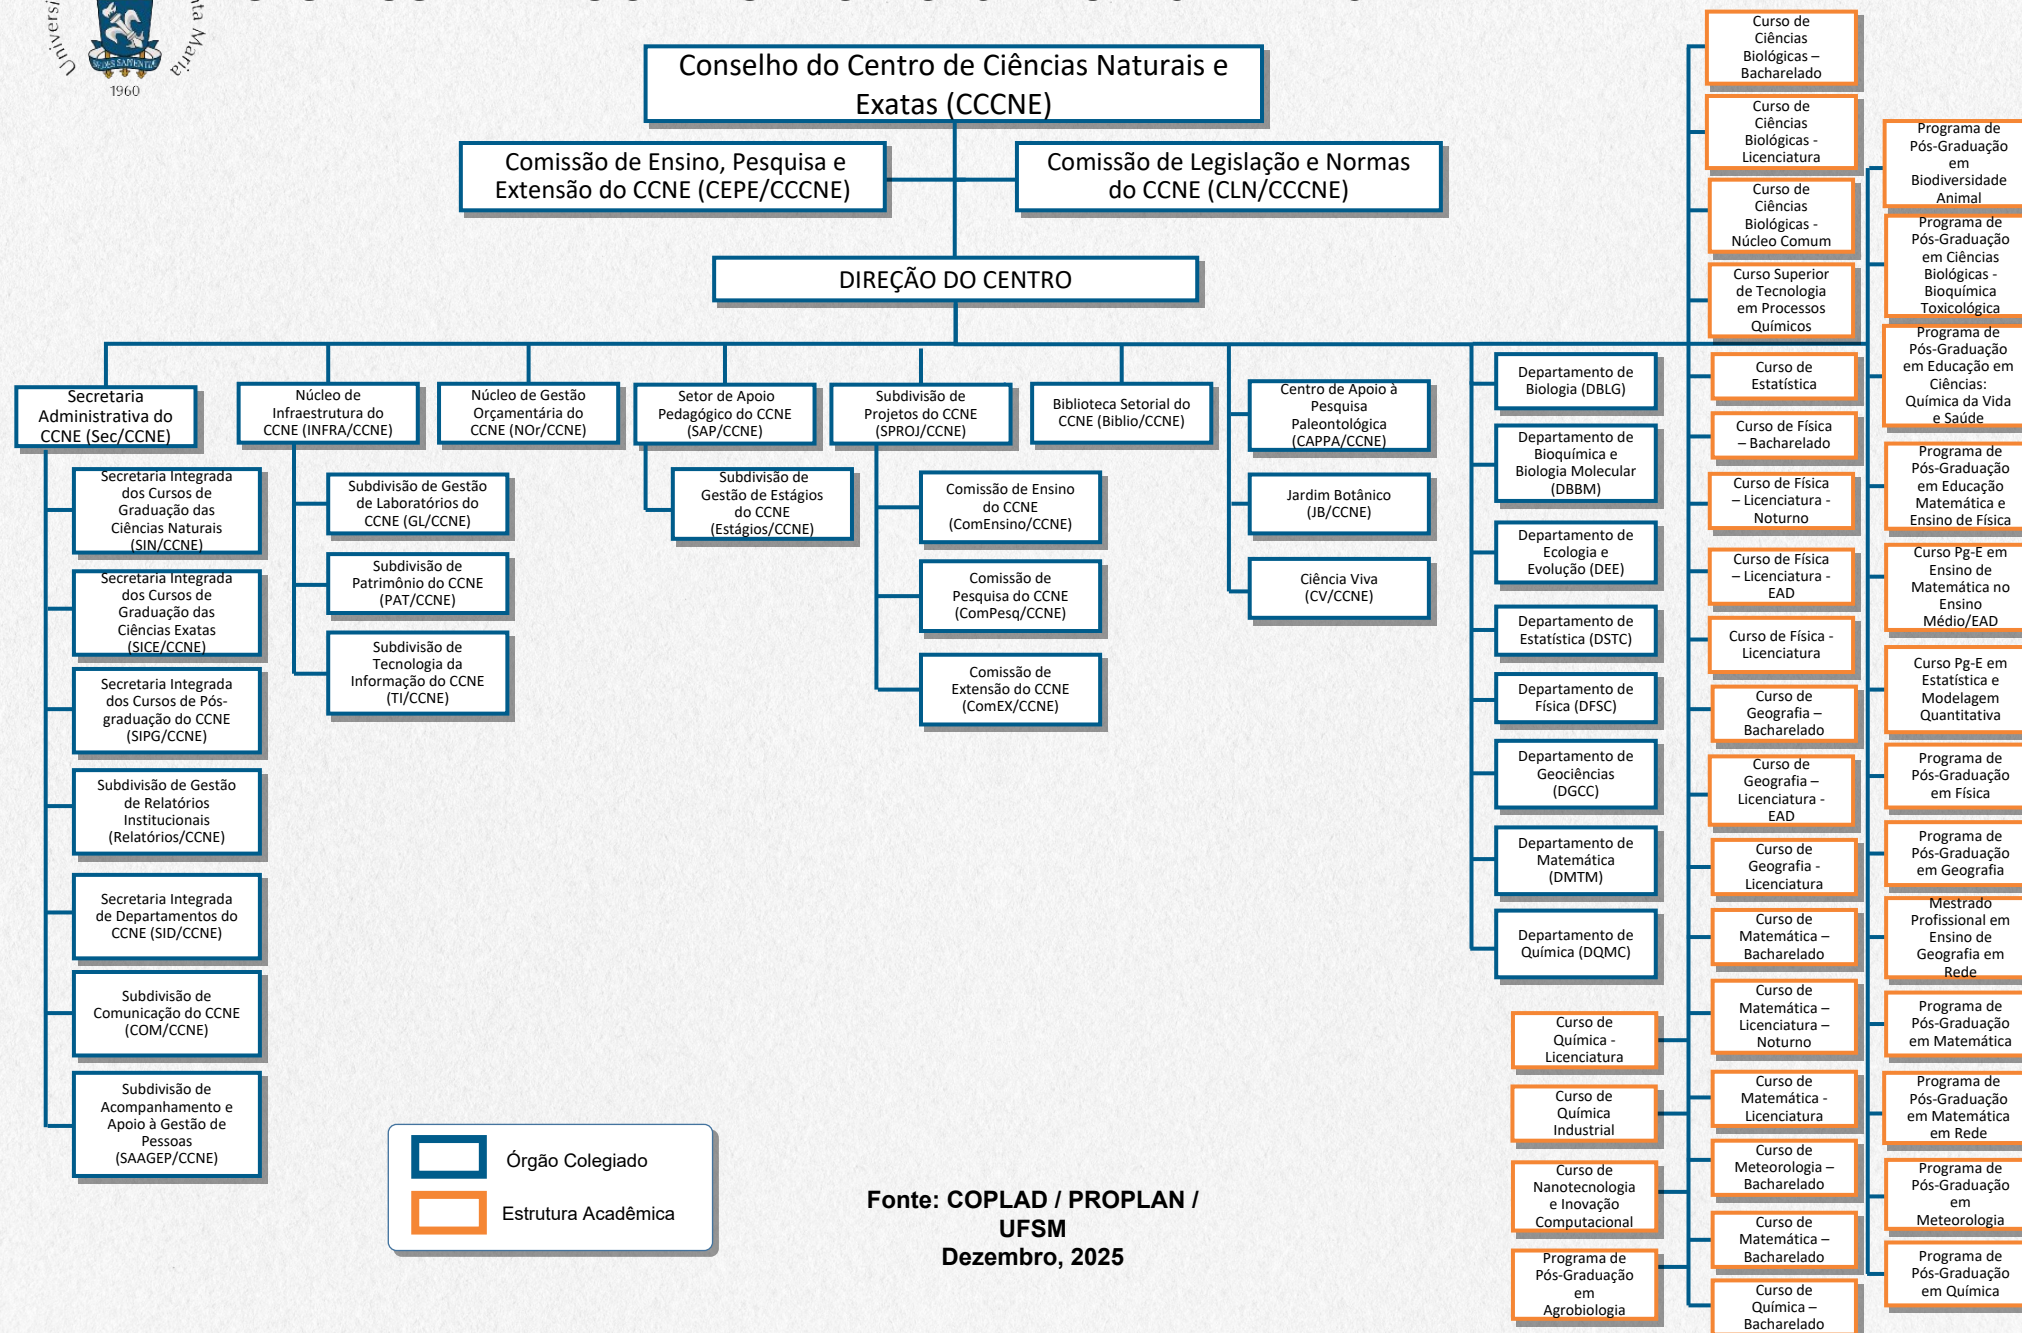 1960
Conselho do Centro de Ciências Naturais e
Exatas (CCCNE)
Comissão de Ensino, Pesquisa e
Extensão do CCNE (CEPE/CCCNE)
Comissão de Legislação e Normas
do CCNE (CLN/CCCNE)
DIREÇÃO DO CENTRO
Secretaria
Administrativa do
CCNE (Sec/CCNE)
Secretaria Integrada
dos Cursos de
Graduação das
Ciências Naturais
(SIN/CCNE)
Secretaria Integrada
dos Cursos de
Graduação das
Ciências Exatas
(SICE/CCNE)
Secretaria Integrada
dos Cursos de Pós-
graduação do CCNE
(SIPG/CCNE)
Subdivisão de Gestão
de Relatórios
Institucionais
(Relatórios/CCNE)
Secretaria Integrada
de Departamentos do
CCNE (SID/CCNE)
Subdivisão de
Comunicação do CCNE
(COM/CCNE)
Subdivisão de
Acompanhamento e
Apoio à Gestão de
Pessoas
(SAAGEP/CCNE)
Núcleo de
Infraestrutura do
CCNE (INFRA/CCNE)
Subdivisão de Gestão
de Laboratórios do
CCNE (GL/CCNE)
Subdivisão de
Patrimônio do CCNE
(PAT/CCNE)
Subdivisão de
Tecnologia da
Informação do CCNE
(TI/CCNE)
Núcleo de Gestão
Orçamentária do
CCNE (NOr/CCNE)
Setor de Apoio
Pedagógico do CCNE
(SAP/CCNE)
Subdivisão de
Gestão de Estágios
do CCNE
(Estágios/CCNE)
Subdivisão de
Projetos do CCNE
(SPROJ/CCNE)
Comissão de Ensino
do CCNE
(ComEnsino/CCNE)
Comissão de
Pesquisa do CCNE
(ComPesq/CCNE)
Comissão de
Extensão do CCNE
(ComEX/CCNE)
Biblioteca Setorial do
CCNE (Biblio/CCNE)
Centro de Apoio à
Pesquisa
Paleontológica
(CAPPA/CCNE)
Jardim Botânico
(JB/CCNE)
Ciência Viva
(CV/CCNE)
Departamento de
Biologia (DBLG)
Departamento de
Bioquímica e
Biologia Molecular
(DBBM)
Departamento de
Ecologia e
Evolução (DEE)
Departamento de
Estatística (DSTC)
Departamento de
Física (DFSC)
Departamento de
Geociências
(DGCC)
Departamento de
Matemática
(DMTM)
Departamento de
Química (DQMC)
Curso de
Química -
Licenciatura
Curso de
Química
Industrial
Curso de
Nanotecnologia
e Inovação
Computacional
Programa de
Pós-Graduação
em
Agrobiologia
Curso de
Ciências
Biológicas –
Bacharelado
Curso de
Ciências
Biológicas -
Licenciatura
Curso de
Ciências
Biológicas -
Núcleo Comum
Curso Superior
de Tecnologia
em Processos
Químicos
Curso de
Estatística
Curso de Física
– Bacharelado
Curso de Física
– Licenciatura -
Noturno
Curso de Física
– Licenciatura -
EAD
Curso de Física -
Licenciatura
Curso de
Geografia –
Bacharelado
Curso de
Geografia –
Licenciatura -
EAD
Curso de
Geografia -
Licenciatura
Curso de
Matemática –
Bacharelado
Curso de
Matemática –
Licenciatura –
Noturno
Curso de
Matemática -
Licenciatura
Curso de
Meteorologia –
Bacharelado
Curso de
Matemática –
Bacharelado
Curso de
Química –
Bacharelado
Programa de
Pós-Graduação
em
Biodiversidade
Animal
Programa de
Pós-Graduação
em Ciências
Biológicas -
Bioquímica
Toxicológica
Programa de
Pós-Graduação
em Educação em
Ciências:
Química da Vida
e Saúde
Programa de
Pós-Graduação
em Educação
Matemática e
Ensino de Física
Curso Pg-E em
Ensino de
Matemática no
Ensino
Médio/EAD
Curso Pg-E em
Estatística e
Modelagem
Quantitativa
Programa de
Pós-Graduação
em Física
Programa de
Pós-Graduação
em Geografia
Mestrado
Profissional em
Ensino de
Geografia em
Rede
Programa de
Pós-Graduação
em Matemática
Programa de
Pós-Graduação
em Matemática
em Rede
Programa de
Pós-Graduação
em
Meteorologia
Programa de
Pós-Graduação
em Química
Órgão Colegiado
Estrutura Acadêmica
Fonte: COPLAD / PROPLAN /
UFSM
Dezembro, 2025